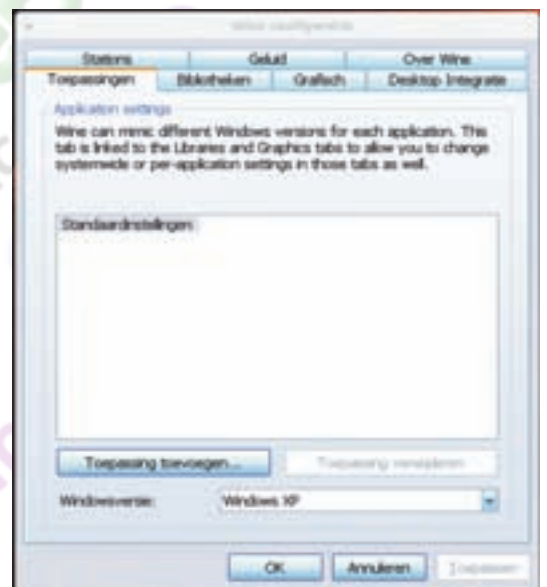 Wine configuratie
Stations Geluid Over Wine
Toepassingen Bibliotheken Grafisch Desktop Integratie
Application settings
Wine can mimic different Windows versions for each application. This
tab is linked to the Libraries and Graphics tabs to allow you to change
systemwide or per-application settings in those tabs as well.
Standaardinstellingen
Toepassing toevoegen... Toepassing verwijderen
Windowsversie: Windows XP
OK Annuleren Toepassen